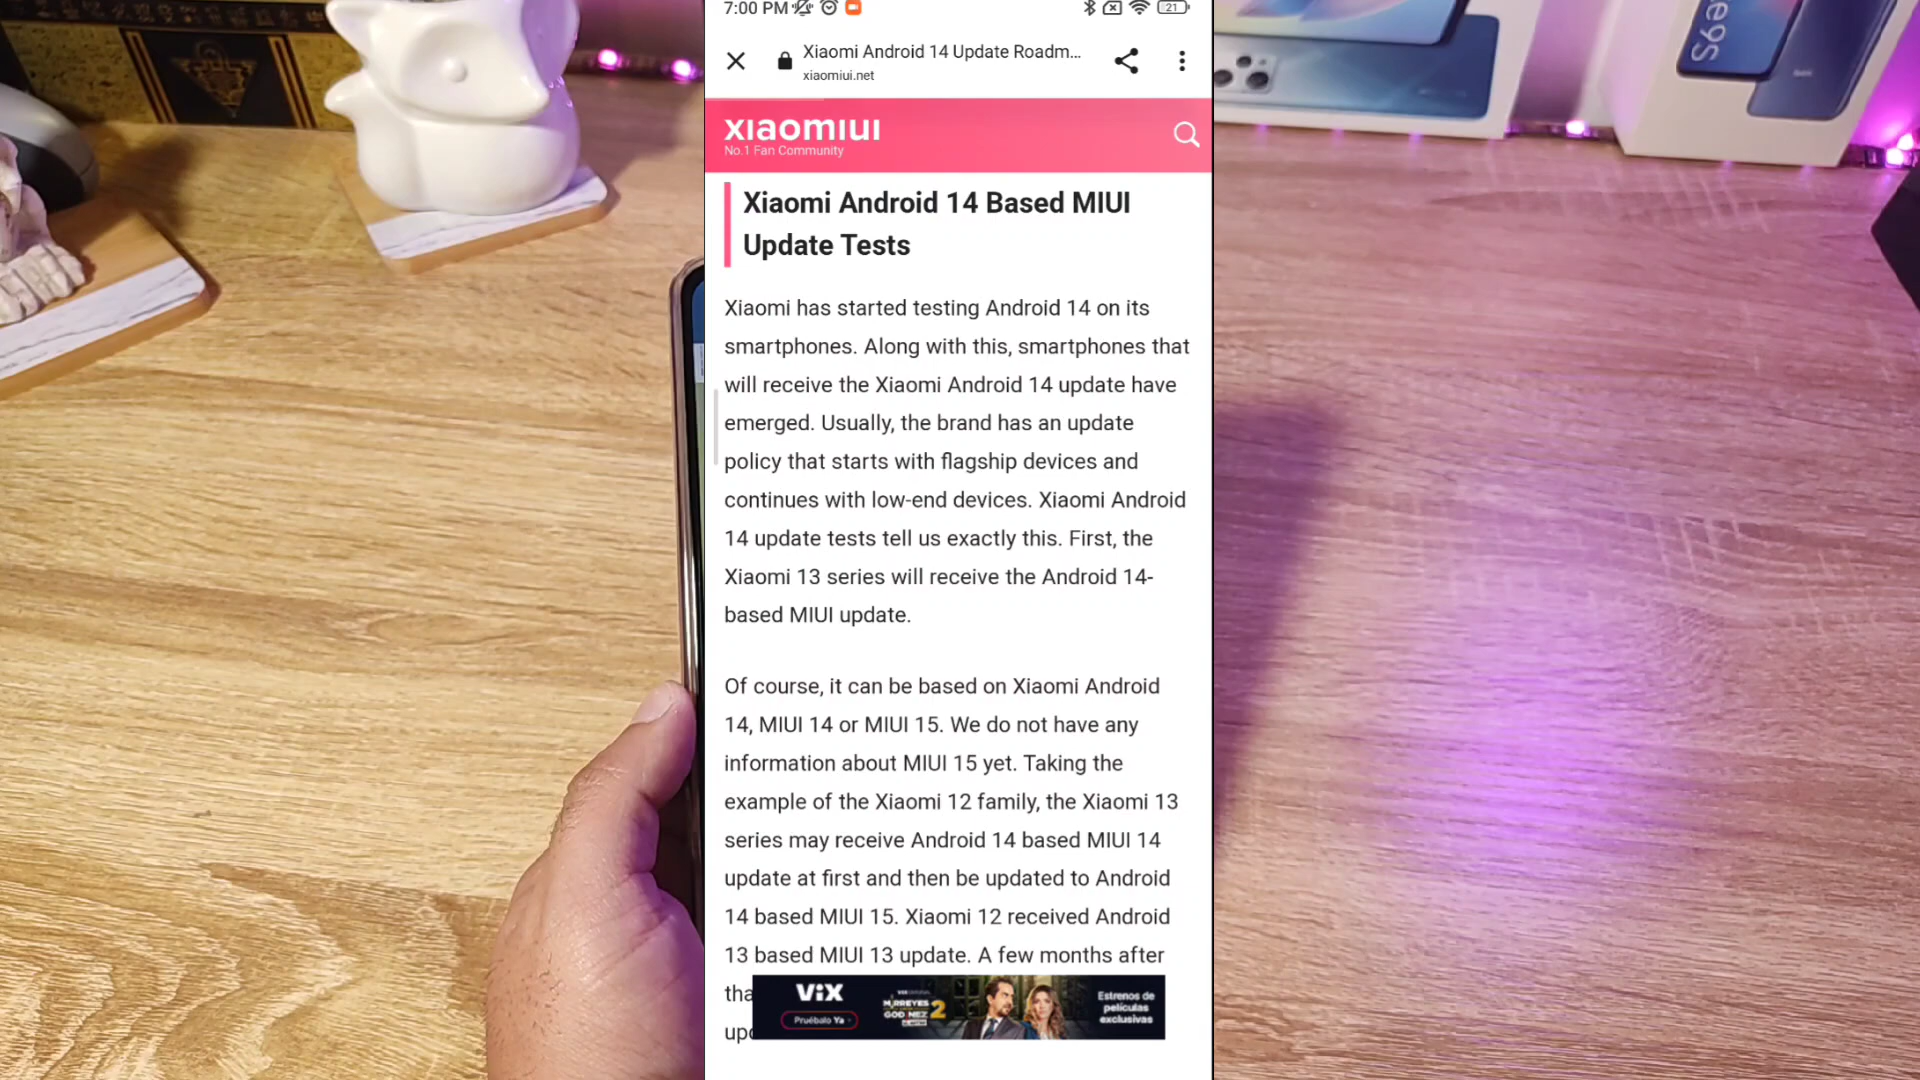 7:00 PM
21
Xiaomi Android 14 Update Roadm...
xiaomiui.net
xiaomiui
No.1 Fan Community
Xiaomi Android 14 Based MIUI
Update Tests
Xiaomi has started testing Android 14 on its
smartphones. Along with this, smartphones that
will receive the Xiaomi Android 14 update have
emerged. Usually, the brand has an update
policy that starts with flagship devices and
continues with low-end devices. Xiaomi Android
14 update tests tell us exactly this. First, the
Xiaomi 13 series will receive the Android 14-
based MIUI update.
Of course, it can be based on Xiaomi Android
14, MIUI 14 or MIUI 15. We do not have any
information about MIUI 15 yet. Taking the
example of the Xiaomi 12 family, the Xiaomi 13
series may receive Android 14 based MIUI 14
update at first and then be updated to Android
14 based MIUI 15. Xiaomi 12 received Android
13 based MIUI 13 update. A few months after
tha
upd
ViX
Pruébalo Ya
MIRREYES
GODINEZ
2
Estrenos de
películas
exclusivas
e9S